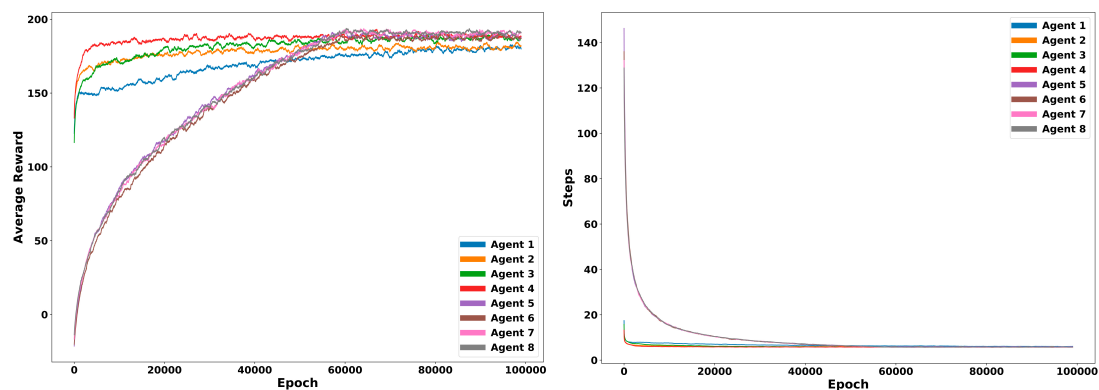 200
150
100
50
0
Average Reward
0 20000 40000 60000 80000 100000
Epoch
Agent 1
Agent 2
Agent 3
Agent 4
Agent 5
Agent 6
Agent 7
Agent 8
140
120
100
80
60
40
20
0
Steps
0 20000 40000 60000 80000 100000
Epoch
Agent 1
Agent 2
Agent 3
Agent 4
Agent 5
Agent 6
Agent 7
Agent 8